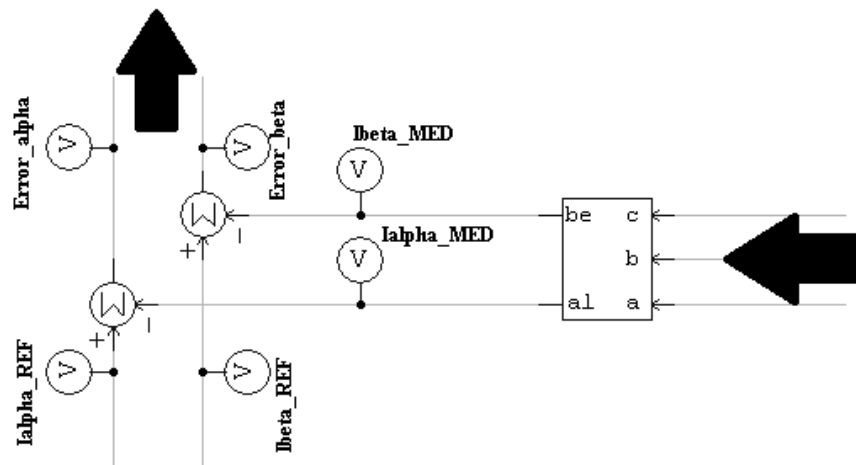 Error_alpha
V
V
Error_beta
Ibeta_MED
V
Σ
+
-
be
c
Ialpha_MED
V
b
Σ
+
-
al
a
Ialpha_REF
V
V
Ibeta_REF